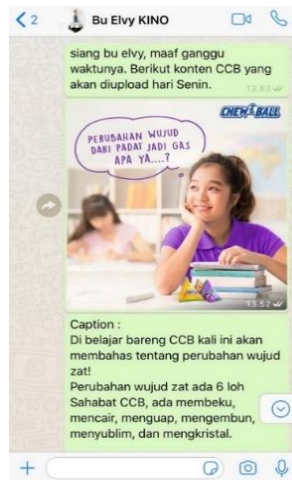 2
Bu Elvy KINO
siang bu elvy, maaf ganggu
waktunya. Berikut konten CCB yang
akan diupload hari Senin.
13.52
CHEW BALL
PERUBAHAN WUJUD
DARI PADAT JADI GAS
APA YA....?
13.52
Caption :
Di belajar bareng CCB kali ini akan
membahas tentang perubahan wujud
zat!
Perubahan wujud zat ada 6 loh
Sahabat CCB, ada membeku,
mencair, menguap, mengembun,
menyublim, dan mengkristal.